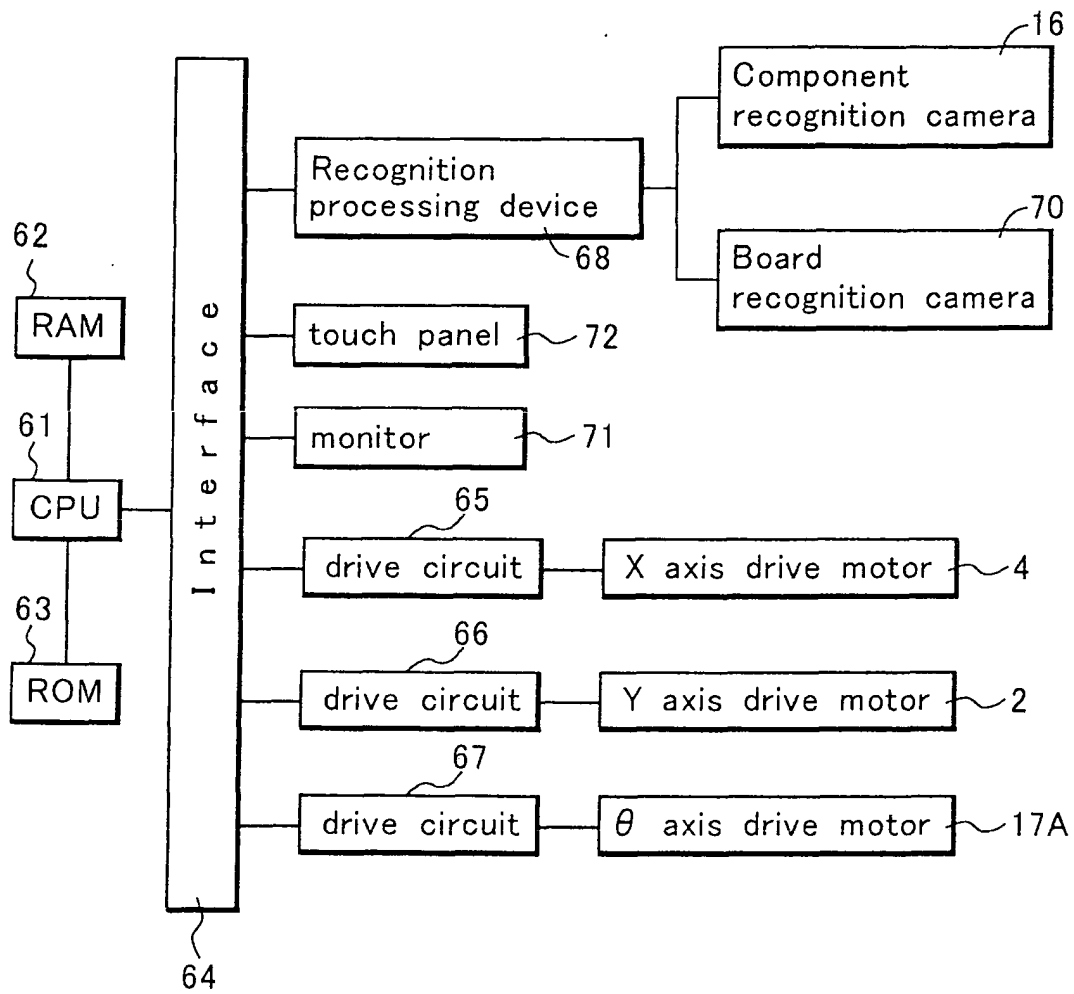 16
Component
recognition camera
Recognition
processing device
68
70
Board
recognition camera
62
RAM
touch panel
72
61
CPU
monitor
71
Interface
65
drive circuit
X axis drive motor
4
63
ROM
66
drive circuit
Y axis drive motor
2
67
drive circuit
θ axis drive motor
17A
64